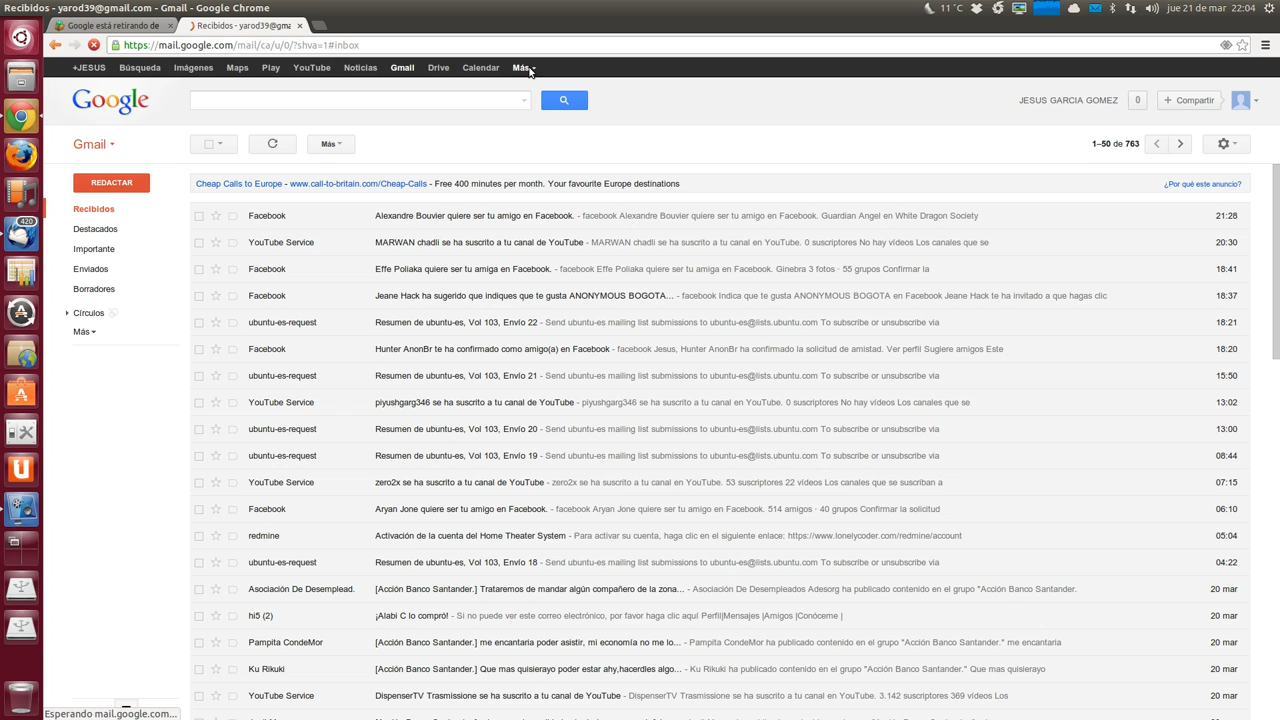 Recibidos - yarod39@gmail.com - Gmail - Google Chrome
11 °C
jue 21 de mar 22:04
Google está retirando de
Recibidos - yarod39@gma
https://mail.google.com/mail/ca/u/0/?shva=1#inbox
+JESUS Búsqueda Imágenes Maps Play YouTube Noticias Gmail Drive Calendar Más
Google
JESUS GARCIA GOMEZ 0 + Compartir
Gmail
Más
1–50 de 763
REDACTAR
Cheap Calls to Europe - www.call-to-britain.com/Cheap-Calls - Free 400 minutes per month. Your favourite Europe destinations ¿Por qué este anuncio?
Recibidos
Destacados
Importante
Enviados
Borradores
Círculos
Más
420
Facebook Alexandre Bouvier quiere ser tu amigo en Facebook. - facebook Alexandre Bouvier quiere ser tu amigo en Facebook. Guardian Angel en White Dragon Society 21:28
YouTube Service MARWAN chadli se ha suscrito a tu canal de YouTube - MARWAN chadli se ha suscrito a tu canal en YouTube. 0 suscriptores No hay vídeos Los canales que se 20:30
Facebook Effe Poliaka quiere ser tu amiga en Facebook. - facebook Effe Poliaka quiere ser tu amiga en Facebook. Ginebra 3 fotos · 55 grupos Confirmar la 18:41
Facebook Jeane Hack ha sugerido que indiques que te gusta ANONYMOUS BOGOTA... - facebook Indica que te gusta ANONYMOUS BOGOTA en Facebook Jeane Hack te ha invitado a que hagas clic 18:37
ubuntu-es-request Resumen de ubuntu-es, Vol 103, Envío 22 - Send ubuntu-es mailing list submissions to ubuntu-es@lists.ubuntu.com To subscribe or unsubscribe via 18:21
Facebook Hunter AnonBr te ha confirmado como amigo(a) en Facebook - facebook Jesus, Hunter AnonBr ha confirmado la solicitud de amistad. Ver perfil Sugiere amigos Este 18:20
ubuntu-es-request Resumen de ubuntu-es, Vol 103, Envío 21 - Send ubuntu-es mailing list submissions to ubuntu-es@lists.ubuntu.com To subscribe or unsubscribe via 15:50
YouTube Service piyushgarg346 se ha suscrito a tu canal de YouTube - piyushgarg346 se ha suscrito a tu canal en YouTube. 0 suscriptores No hay vídeos Los canales que se 13:02
ubuntu-es-request Resumen de ubuntu-es, Vol 103, Envío 20 - Send ubuntu-es mailing list submissions to ubuntu-es@lists.ubuntu.com To subscribe or unsubscribe via 13:00
ubuntu-es-request Resumen de ubuntu-es, Vol 103, Envío 19 - Send ubuntu-es mailing list submissions to ubuntu-es@lists.ubuntu.com To subscribe or unsubscribe via 08:44
YouTube Service zero2x se ha suscrito a tu canal de YouTube - zero2x se ha suscrito a tu canal en YouTube. 53 suscriptores 22 vídeos Los canales que se suscriban a 07:15
Facebook Aryan Jone quiere ser tu amigo en Facebook. - facebook Aryan Jone quiere ser tu amigo en Facebook. 514 amigos · 40 grupos Confirmar la solicitud 06:10
redmine Activación de la cuenta del Home Theater System - Para activar su cuenta, haga clic en el siguiente enlace: https://www.lonelycoder.com/redmine/account 05:04
ubuntu-es-request Resumen de ubuntu-es, Vol 103, Envío 18 - Send ubuntu-es mailing list submissions to ubuntu-es@lists.ubuntu.com To subscribe or unsubscribe via 04:22
Asociación De Desemplead. [Acción Banco Santander.] Trataremos de mandar algún compañero de la zona... - Asociación De Desempleados Adesorg ha publicado contenido en el grupo "Acción Banco Santander." 20 mar
hi5 (2) ¡Alabi C lo compró! - Si no puede ver este correo electrónico, por favor haga clic aquí Perfil|Mensajes |Amigos |Conóceme | 20 mar
Pampita CondeMor [Acción Banco Santander.] me encantaria poder asistir, mi economía no me lo... - Pampita CondeMor ha publicado contenido en el grupo "Acción Banco Santander." me encantaria 20 mar
Ku Rikuki [Acción Banco Santander.] Que mas quisierayo poder estar ahy,hacerdles algo... - Ku Rikuki ha publicado contenido en el grupo "Acción Banco Santander." Que mas quisierayo 20 mar
YouTube Service DispenserTV Trasmissione se ha suscrito a tu canal de YouTube - DispenserTV Trasmissione se ha suscrito a tu canal en YouTube. 3.142 suscriptores 369 vídeos Los 20 mar
Esperando mail.google.com...